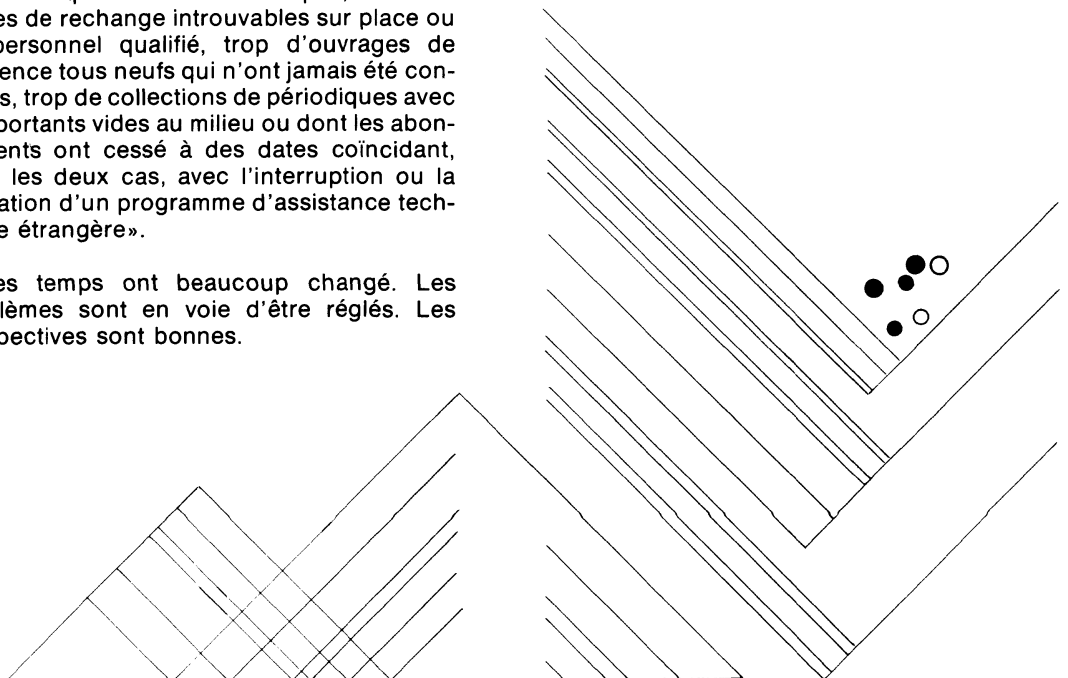 es de rechange introuvables sur place ou
personnel qualifié, trop d'ouvrages de
ence tous neufs qui n'ont jamais été con-
s, trop de collections de périodiques avec
portants vides au milieu ou dont les abon-
ents ont cessé à des dates coïncidant,
les deux cas, avec l'interruption ou la
ation d'un programme d'assistance tech-
e étrangère».
es temps ont beaucoup changé. Les
lèmes sont en voie d'être réglés. Les
pectives sont bonnes.